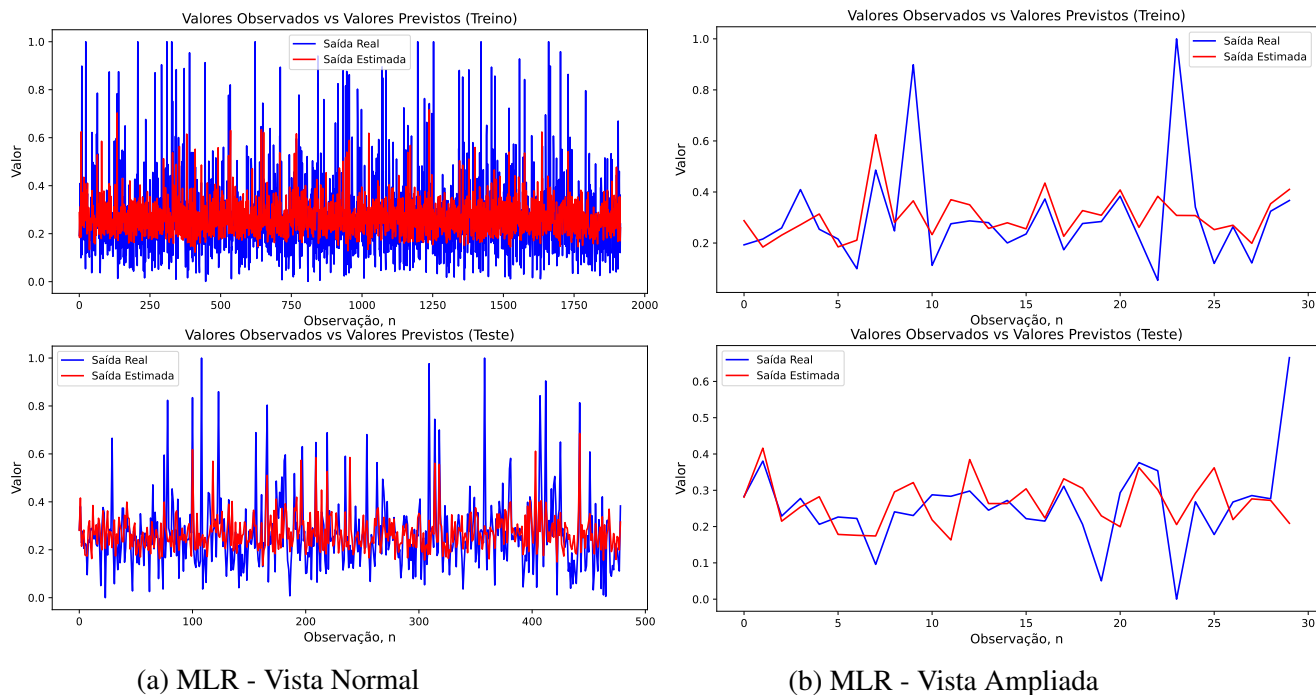 Valores Observados vs Valores Previstos (Treino)
Valor
1.0
0.8
0.6
0.4
0.2
0.0
Saída Real
Saída Estimada
0 250 500 750 1000 1250 1500 1750 2000
Observação, n
Valores Observados vs Valores Previstos (Teste)
Valor
1.0
0.8
0.6
0.4
0.2
0.0
Saída Real
Saída Estimada
0 100 200 300 400 500
Observação, n
(a) MLR - Vista Normal
Valores Observados vs Valores Previstos (Treino)
Valor
1.0
0.8
0.6
0.4
0.2
Saída Real
Saída Estimada
0 5 10 15 20 25 30
Observação, n
Valores Observados vs Valores Previstos (Teste)
Valor
0.6
0.5
0.4
0.3
0.2
0.1
0.0
Saída Real
Saída Estimada
0 5 10 15 20 25 30
Observação, n
(b) MLR - Vista Ampliada